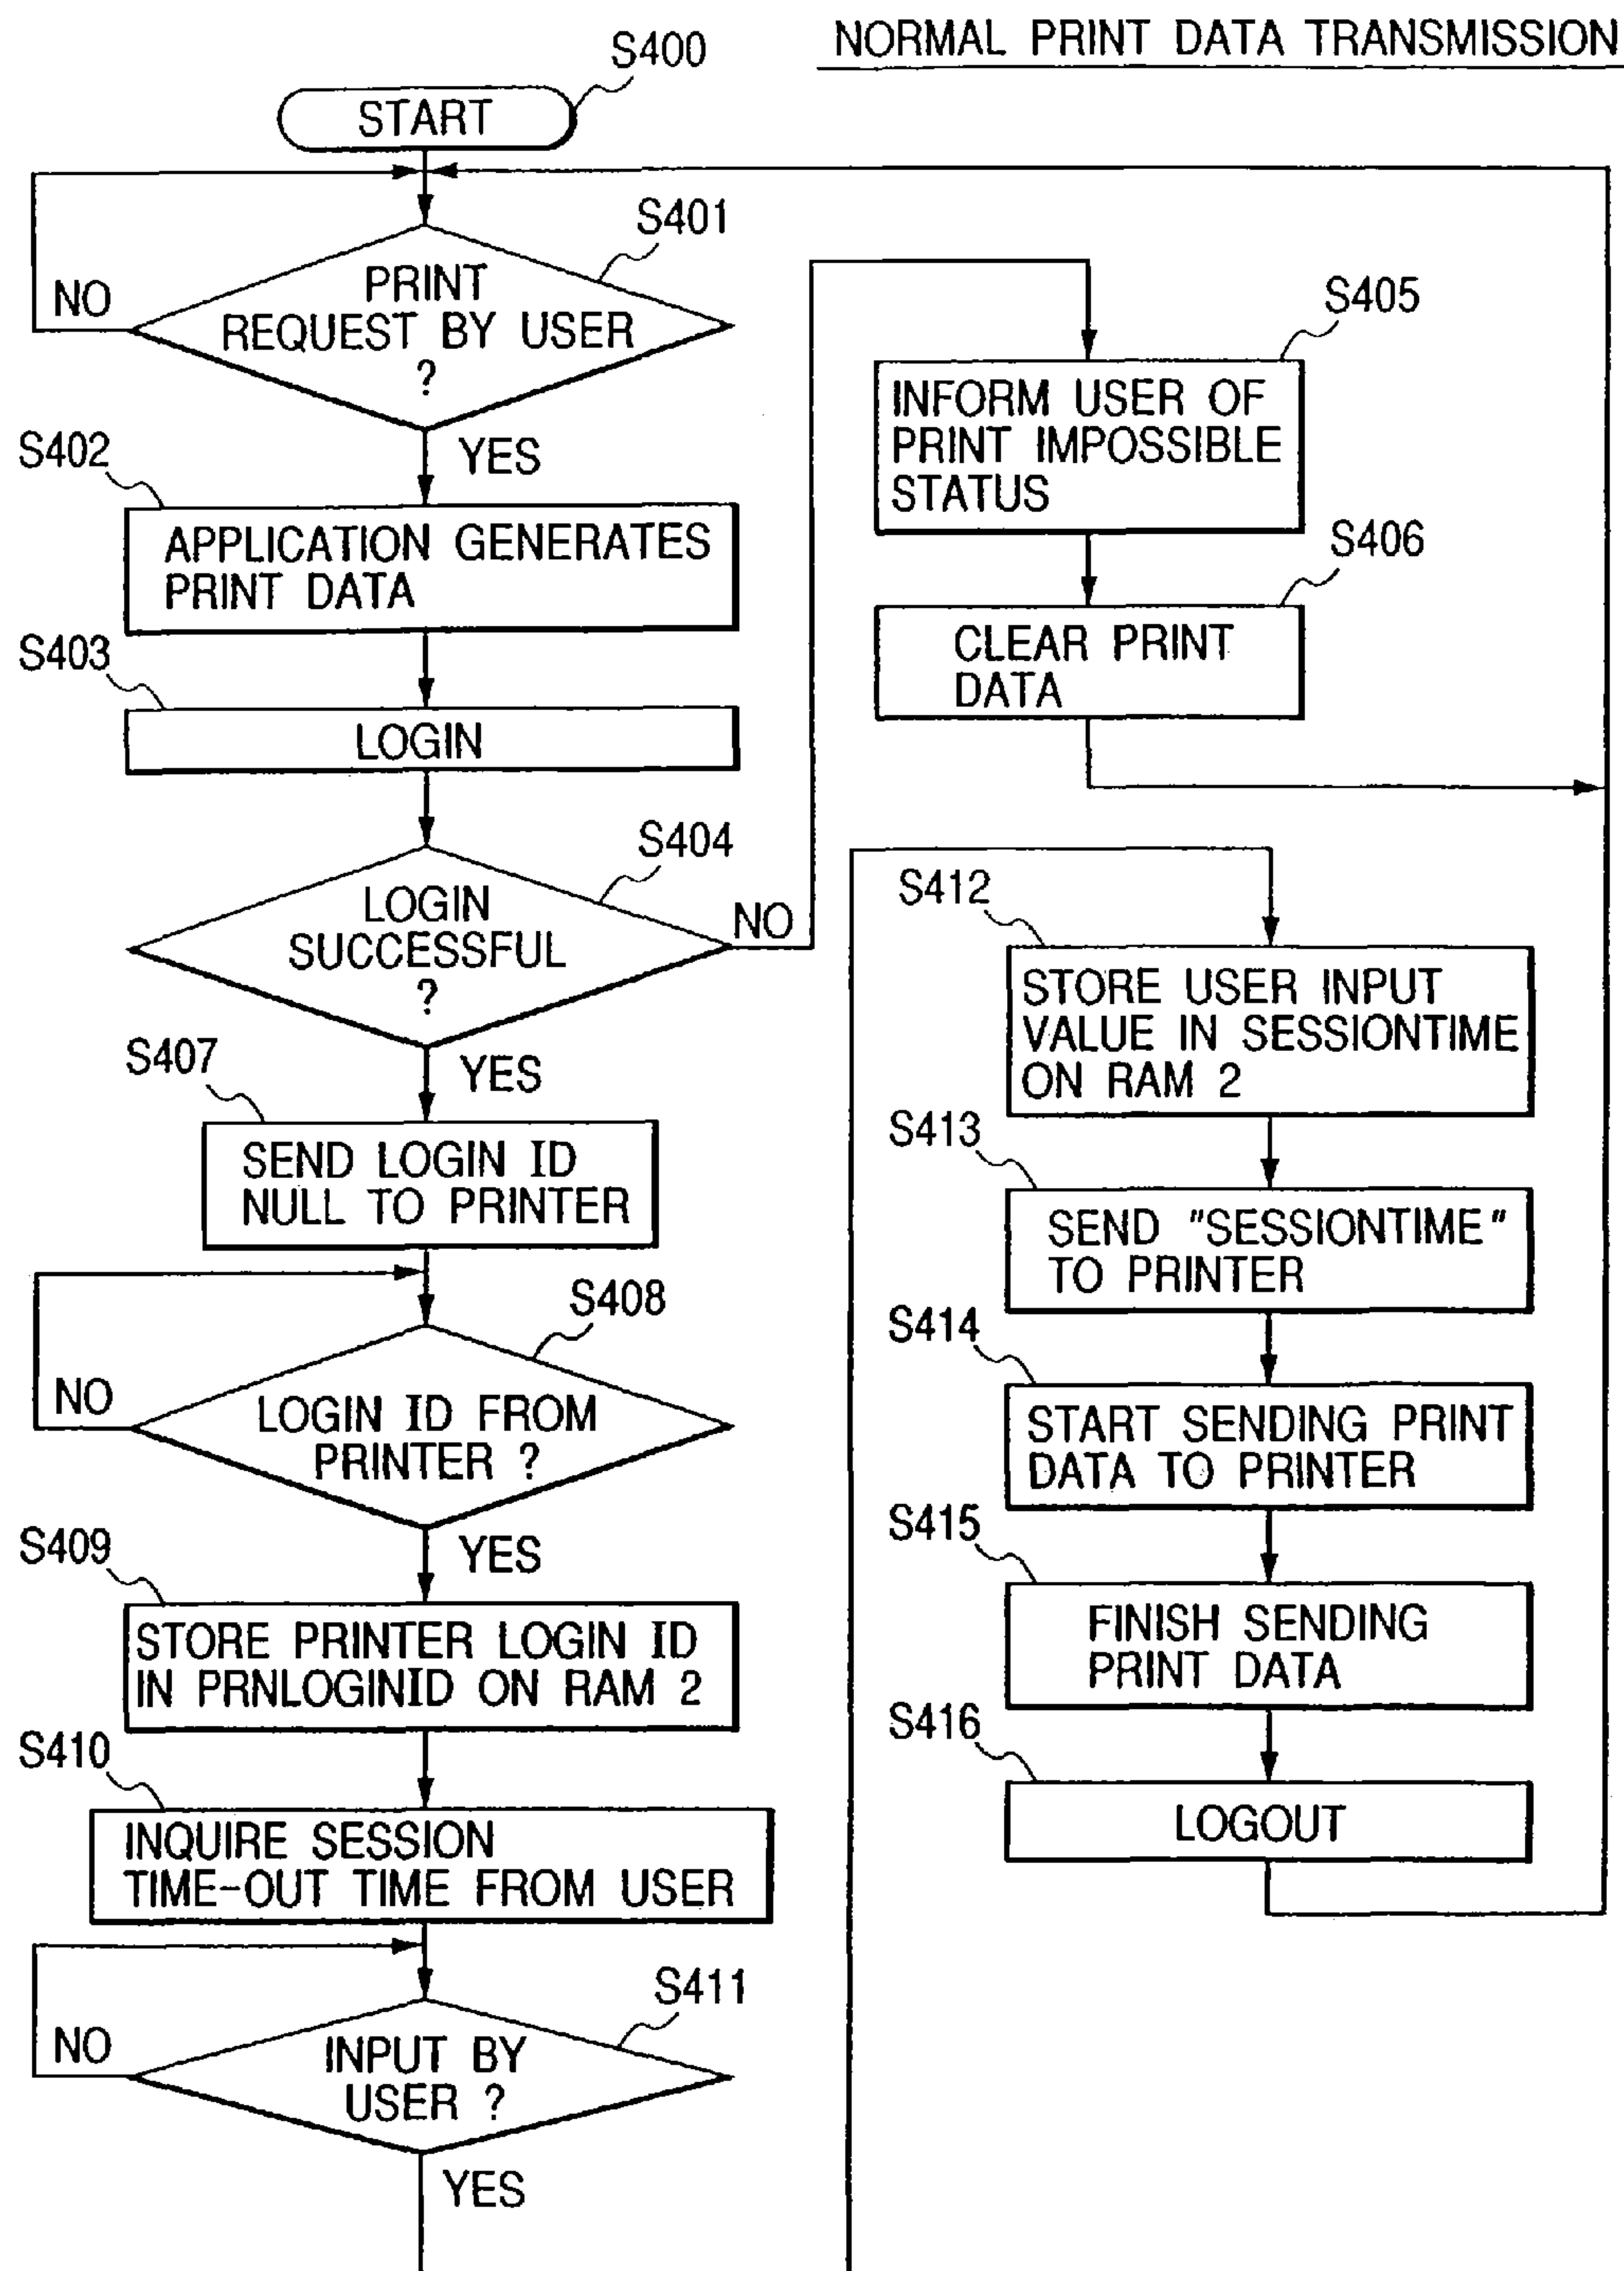 NORMAL PRINT DATA TRANSMISSION
S400
START
S401
PRINT
REQUEST BY USER
?
NO
YES
S402
APPLICATION GENERATES
PRINT DATA
S403
LOGIN
S404
LOGIN
SUCCESSFUL
?
NO
YES
S405
INFORM USER OF
PRINT IMPOSSIBLE
STATUS
S406
CLEAR PRINT
DATA
S407
SEND LOGIN ID
NULL TO PRINTER
S408
LOGIN ID FROM
PRINTER ?
NO
YES
S409
STORE PRINTER LOGIN ID
IN PRNLOGINID ON RAM 2
S410
INQUIRE SESSION
TIME-OUT TIME FROM USER
S411
INPUT BY
USER ?
NO
YES
S412
STORE USER INPUT
VALUE IN SESSIONTIME
ON RAM 2
S413
SEND "SESSIONTIME"
TO PRINTER
S414
START SENDING PRINT
DATA TO PRINTER
S415
FINISH SENDING
PRINT DATA
S416
LOGOUT